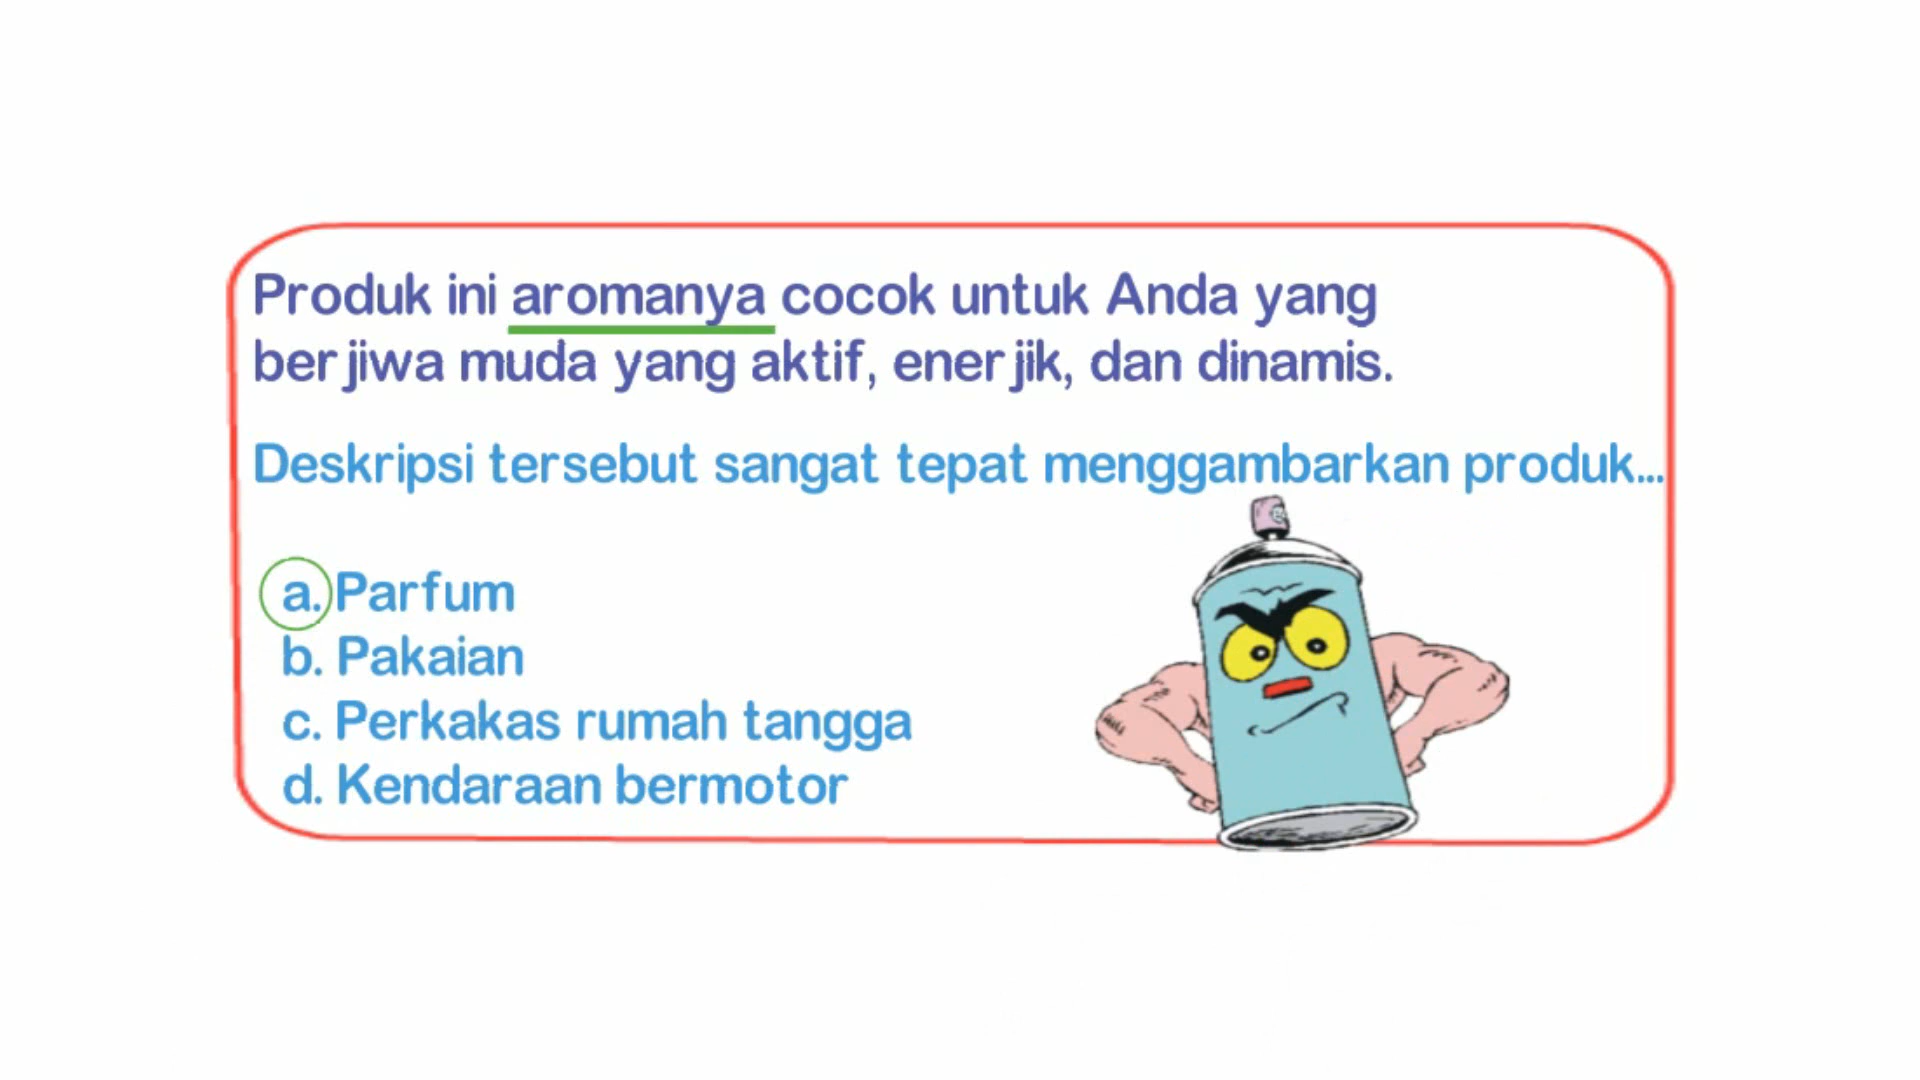 Produk ini aromanya cocok untuk Anda yang
berjiwa muda yang aktif, enerjik, dan dinamis.
Deskripsi tersebut sangat tepat menggambarkan produk...
a. Parfum
b. Pakaian
c. Perkakas rumah tangga
d. Kendaraan bermotor